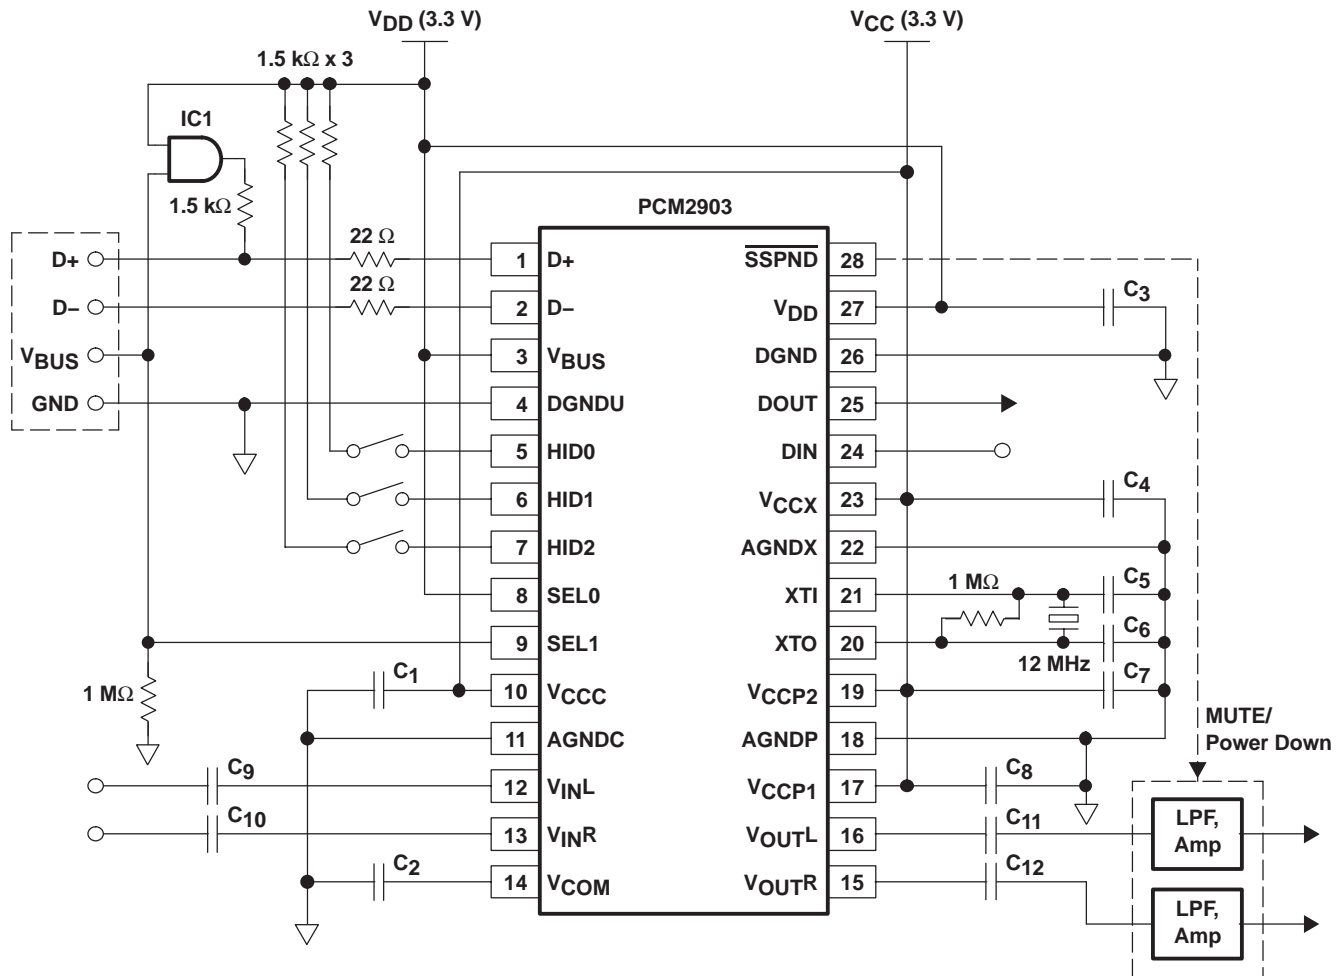 VDD (3.3 V)
VCC (3.3 V)
1.5 kΩ x 3
IC1
1.5 kΩ
PCM2903
22 Ω
22 Ω
D+
D–
VBUS
GND
1 D+
2 D–
3 VBUS
4 DGNDU
5 HID0
6 HID1
7 HID2
8 SEL0
9 SEL1
10 VCCC
11 AGNDC
12 VINL
13 VINR
14 VCOM
SSPND 28
VDD 27
DGND 26
DOUT 25
DIN 24
VCCX 23
AGNDX 22
XTI 21
XTO 20
VCCP2 19
AGNDP 18
VCCP1 17
VOUTL 16
VOUTR 15
C3
C4
1 MΩ
C5
C6
12 MHz
C7
C8
C11
C12
1 MΩ
C1
C9
C10
C2
MUTE/
Power Down
LPF,
Amp
LPF,
Amp